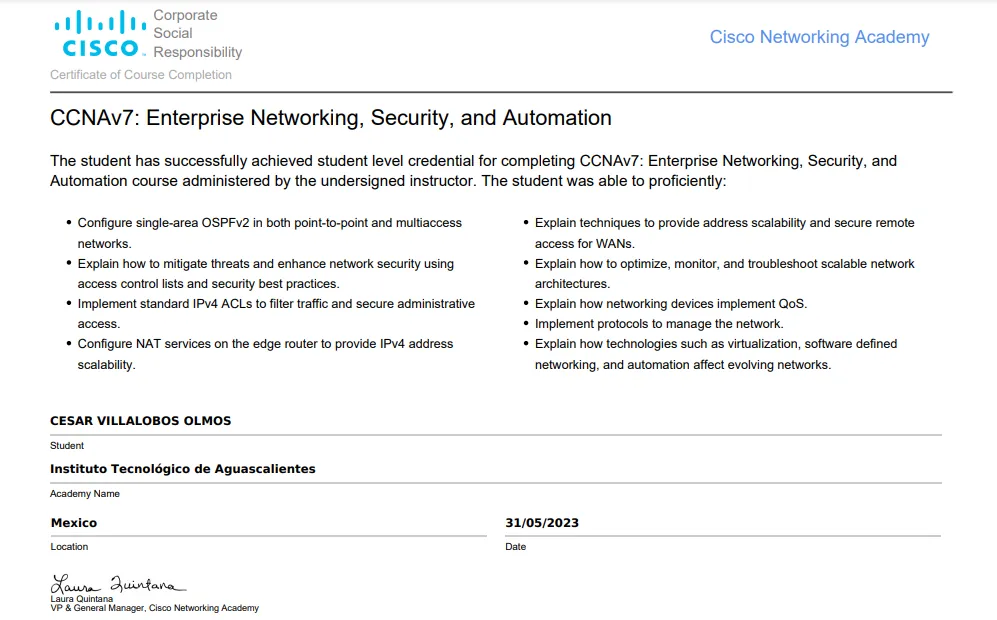 Corporate
Social
CISCO™ Responsibility
Cisco Networking Academy
Certificate of Course Completion
CCNAv7: Enterprise Networking, Security, and Automation
The student has successfully achieved student level credential for completing CCNAv7: Enterprise Networking, Security, and
Automation course administered by the undersigned instructor. The student was able to proficiently:
• Configure single-area OSPFv2 in both point-to-point and multiaccess
networks.
• Explain how to mitigate threats and enhance network security using
access control lists and security best practices.
• Implement standard IPv4 ACLs to filter traffic and secure administrative
access.
• Configure NAT services on the edge router to provide IPv4 address
scalability.
• Explain techniques to provide address scalability and secure remote
access for WANs.
• Explain how to optimize, monitor, and troubleshoot scalable network
architectures.
• Explain how networking devices implement QoS.
• Implement protocols to manage the network.
• Explain how technologies such as virtualization, software defined
networking, and automation affect evolving networks.
CESAR VILLALOBOS OLMOS
Student
Instituto Tecnológico de Aguascalientes
Academy Name
Mexico
Location
31/05/2023
Date
Laura Quintana
Laura Quintana
VP & General Manager, Cisco Networking Academy